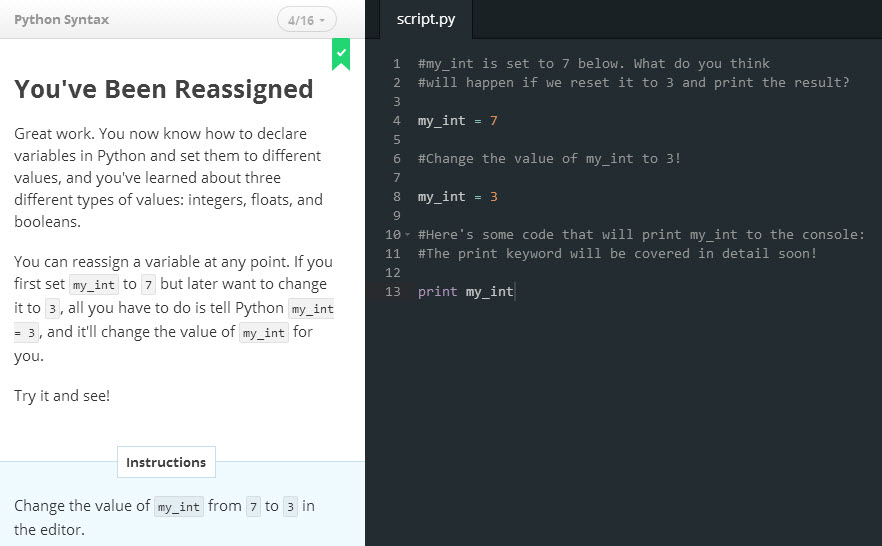 Python Syntax
4/16
You've Been Reassigned
Great work. You now know how to declare
variables in Python and set them to different
values, and you've learned about three
different types of values: integers, floats, and
booleans.
You can reassign a variable at any point. If you
first set my_int to 7 but later want to change
it to 3, all you have to do is tell Python my_int
= 3, and it'll change the value of my_int for
you.
Try it and see!
Instructions
Change the value of my_int from 7 to 3 in
the editor.
script.py
1 #my_int is set to 7 below. What do you think
2 #will happen if we reset it to 3 and print the result?
3
4 my_int = 7
5
6 #Change the value of my_int to 3!
7
8 my_int = 3
9
10 #Here's some code that will print my_int to the console:
11 #The print keyword will be covered in detail soon!
12
13 print my_int